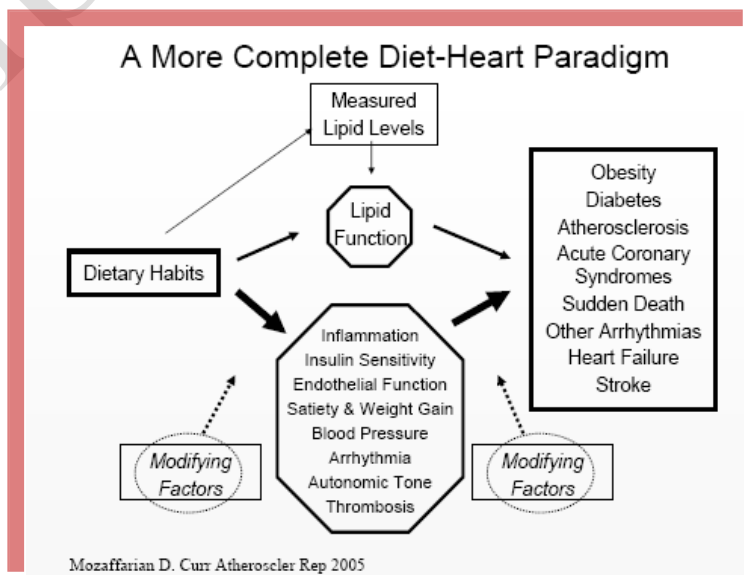 A More Complete Diet-Heart Paradigm
Measured
Lipid Levels
Lipid
Function
Dietary Habits
Obesity
Diabetes
Atherosclerosis
Acute Coronary
Syndromes
Sudden Death
Other Arrhythmias
Heart Failure
Stroke
Inflammation
Insulin Sensitivity
Endothelial Function
Satiety & Weight Gain
Blood Pressure
Arrhythmia
Autonomic Tone
Thrombosis
Modifying
Factors
Modifying
Factors
Mozaffarian D. Curr Atheroscler Rep 2005